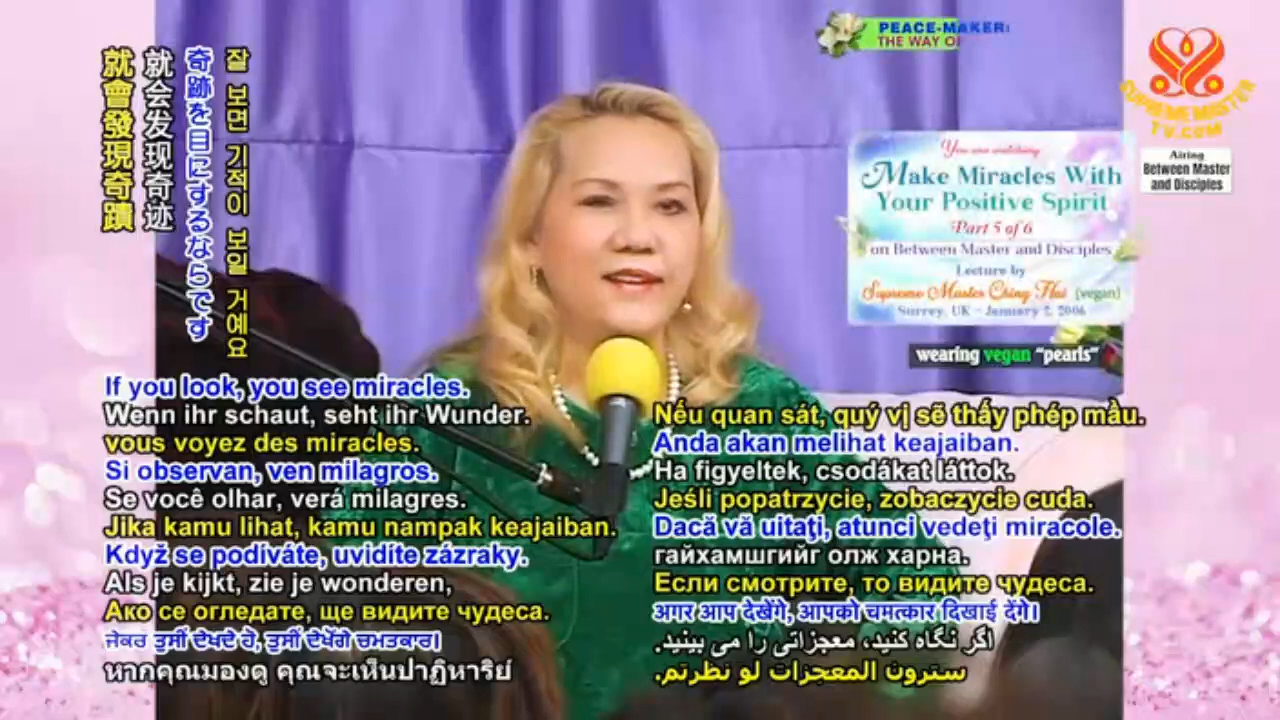 PEACE-MAKER:
THE WAY OF
SUPREMEMASTER
TV.COM
Airing
Between Master
and Disciples
You are watching
Make Miracles With
Your Positive Spirit
Part 5 of 6
on Between Master and Disciples
Lecture by
Supreme Master Ching Hai (vegan)
Surrey, UK - January 2, 2006
wearing vegan "pearls"
就會發現奇蹟
就会发现奇迹
奇跡を目にするならです
잘 보면 기적이 보일 거예요
If you look, you see miracles.
Wenn ihr schaut, seht ihr Wunder.
vous voyez des miracles.
Si observan, ven milagros.
Se você olhar, verá milagres.
Jika kamu lihat, kamu nampak keajaiban.
Když se podíváte, uvidíte zázraky.
Als je kijkt, zie je wonderen,
Ако се огледате, ще видите чудеса.
ਜੇਕਰ ਤੁਸੀਂ ਦੇਖਦੇ ਹੋ, ਤੁਸੀਂ ਦੇਖੋਂਗੇ ਚਮਤਕਾਰ।
หากคุณมองดู คุณจะเห็นปาฏิหาริย์
Nếu quan sát, quý vị sẽ thấy phép mầu.
Anda akan melihat keajaiban.
Ha figyeltek, csodákat láttok.
Jeśli popatrzycie, zobaczycie cuda.
Dacă vă uitaţi, atunci vedeţi miracole.
гайхамшгийг олж харна.
Если смотрите, то видите чудеса.
अगर आप देखेंगे, आपको चमत्कार दिखाई देंगे।
اگر نگاه کنید، معجزاتی را می بینید.
سترون المعجزات لو نظرتم.